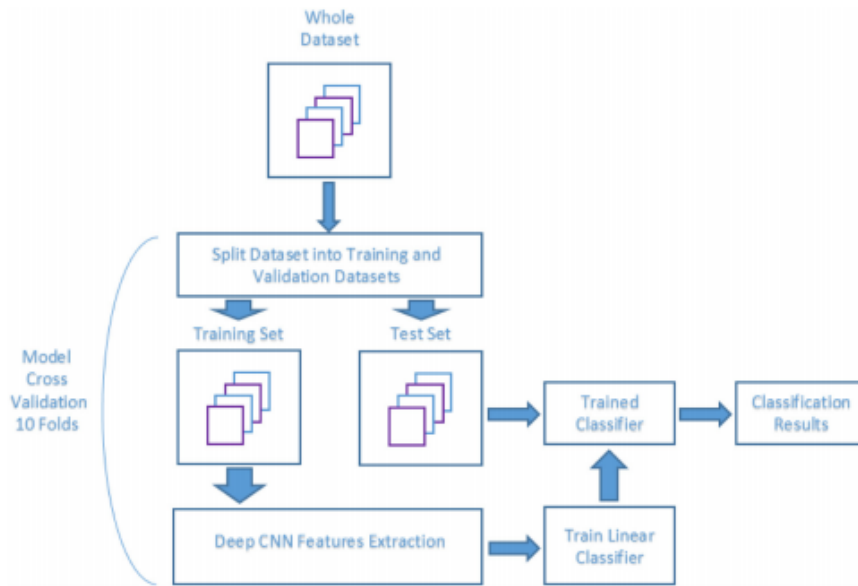 Whole
Dataset
Split Dataset into Training and
Validation Datasets
Training Set
Test Set
Model
Cross
Validation
10 Folds
Trained
Classifier
Classification
Results
Deep CNN Features Extraction
Train Linear
Classifier